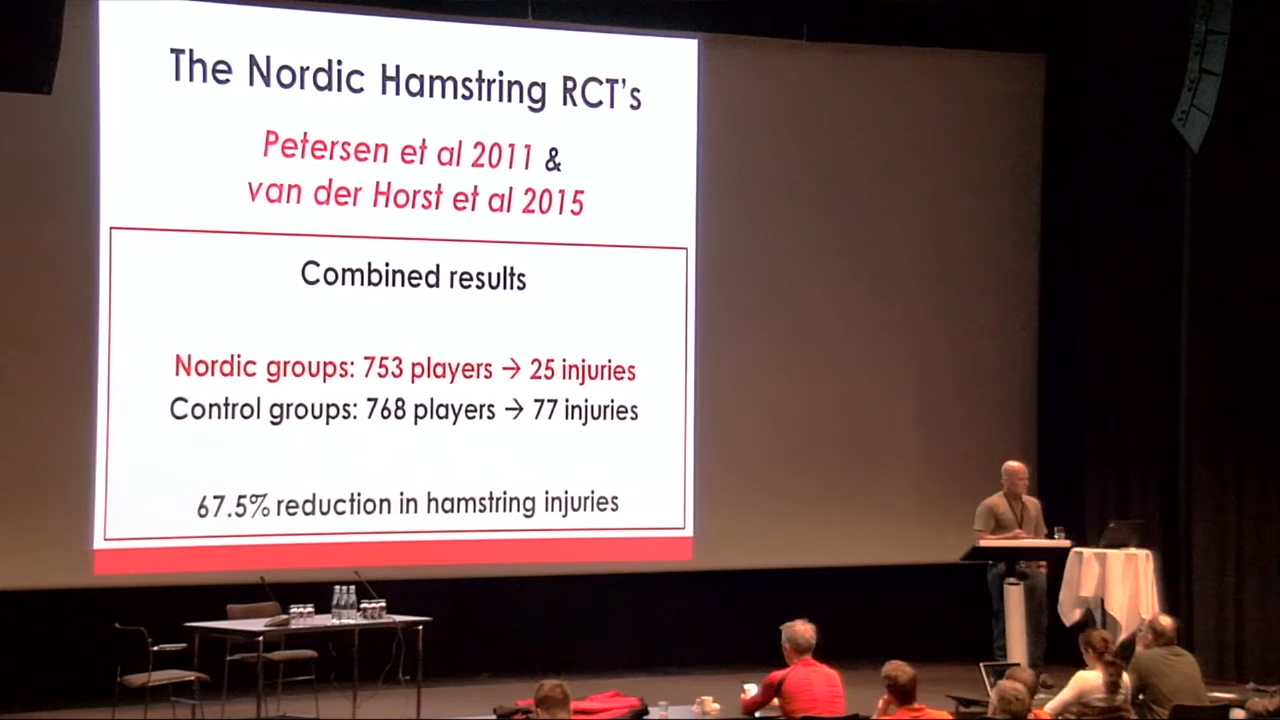 The Nordic Hamstring RCT's
Petersen et al 2011 &
van der Horst et al 2015
Combined results
Nordic groups: 753 players → 25 injuries
Control groups: 768 players → 77 injuries
67.5% reduction in hamstring injuries